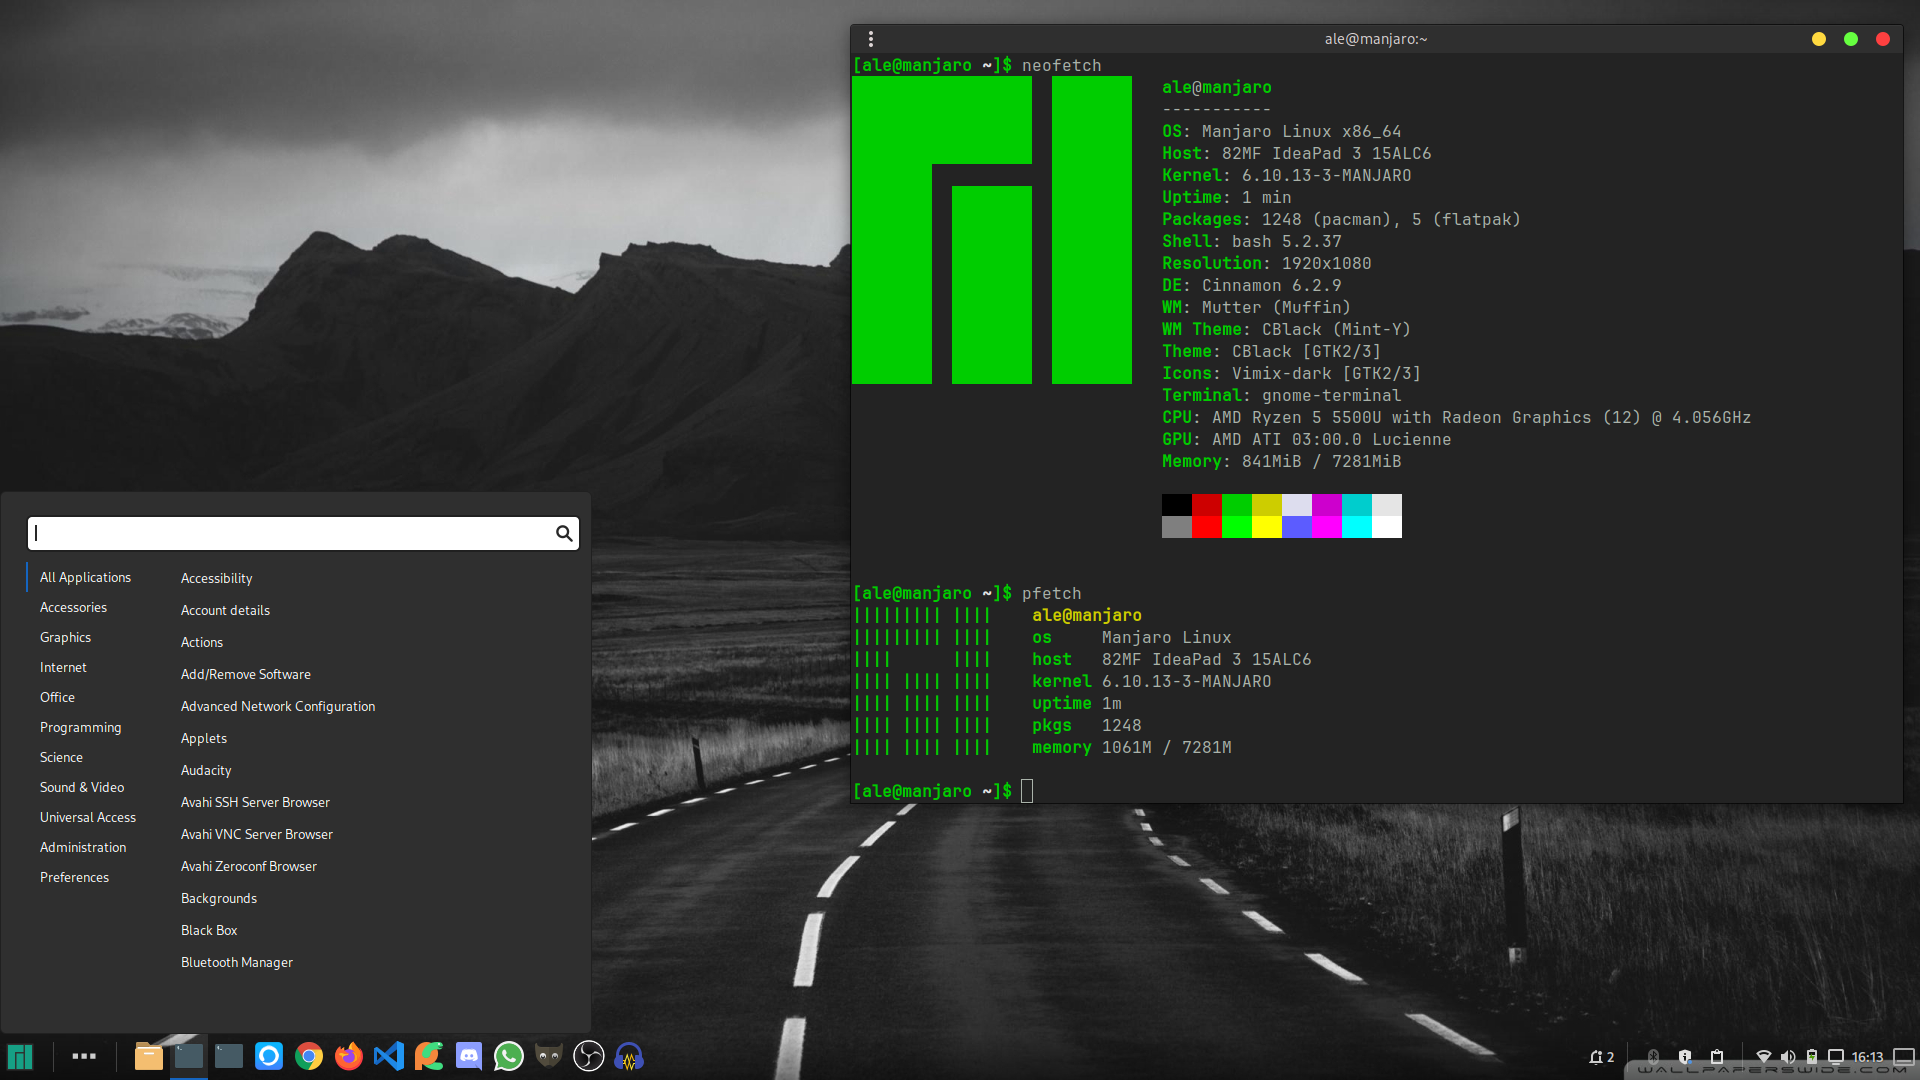 ale@manjaro:~
[ale@manjaro ~]$ neofetch
ale@manjaro
-----------
OS: Manjaro Linux x86_64
Host: 82MF IdeaPad 3 15ALC6
Kernel: 6.10.13-3-MANJARO
Uptime: 1 min
Packages: 1248 (pacman), 5 (flatpak)
Shell: bash 5.2.37
Resolution: 1920x1080
DE: Cinnamon 6.2.9
WM: Mutter (Muffin)
WM Theme: CBlack (Mint-Y)
Theme: CBlack [GTK2/3]
Icons: Vimix-dark [GTK2/3]
Terminal: gnome-terminal
CPU: AMD Ryzen 5 5500U with Radeon Graphics (12) @ 4.056GHz
GPU: AMD ATI 03:00.0 Lucienne
Memory: 841MiB / 7281MiB
[ale@manjaro ~]$ pfetch
||||||||| |||| ale@manjaro
||||||||| |||| os Manjaro Linux
|||| |||| host 82MF IdeaPad 3 15ALC6
|||| |||| |||| kernel 6.10.13-3-MANJARO
|||| |||| |||| uptime 1m
|||| |||| |||| pkgs 1248
|||| |||| |||| memory 1061M / 7281M
[ale@manjaro ~]$
All Applications
Accessories
Graphics
Internet
Office
Programming
Science
Sound & Video
Universal Access
Administration
Preferences
Accessibility
Account details
Actions
Add/Remove Software
Advanced Network Configuration
Applets
Audacity
Avahi SSH Server Browser
Avahi VNC Server Browser
Avahi Zeroconf Browser
Backgrounds
Black Box
Bluetooth Manager
2
16:13
WALLPAPERSWIDE.COM